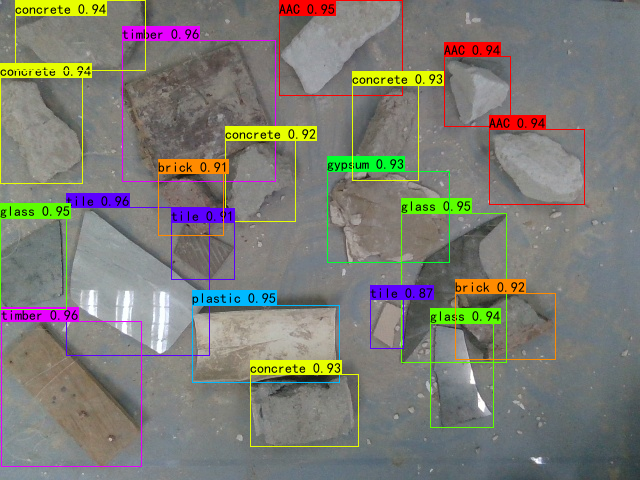 concrete 0.94
AAC 0.95
timber 0.96
AAC 0.94
concrete 0.94
concrete 0.93
AAC 0.94
concrete 0.92
gypsum 0.93
brick 0.91
tile 0.96
glass 0.95
glass 0.95
tile 0.91
brick 0.92
tile 0.87
plastic 0.95
timber 0.96
glass 0.94
concrete 0.93